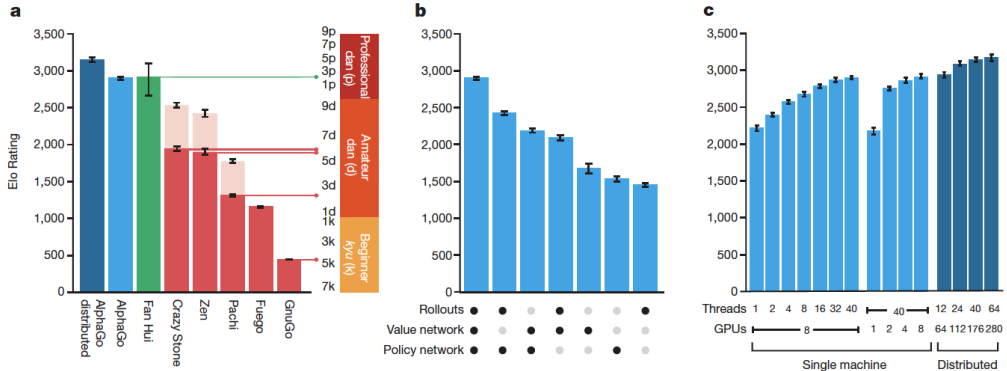 a
3,500
3,000
2,500
2,000
1,500
1,000
500
0
Elo Rating
AlphaGo distributed
AlphaGo
Fan Hui
Crazy Stone
Zen
Pachi
Fuego
GnuGo
9p
7p
5p
3p
1p
9d
7d
5d
3d
1d
1k
3k
5k
7k
Professional dan (p)
Amateur dan (d)
Beginner kyu (k)
b
3,500
3,000
2,500
2,000
1,500
1,000
500
0
Rollouts
Value network
Policy network
c
3,500
3,000
2,500
2,000
1,500
1,000
500
0
Threads 1 2 4 8 16 32 40 40 12 24 40 64
GPUs 8 1 2 4 8 64 112 176 280
Single machine Distributed